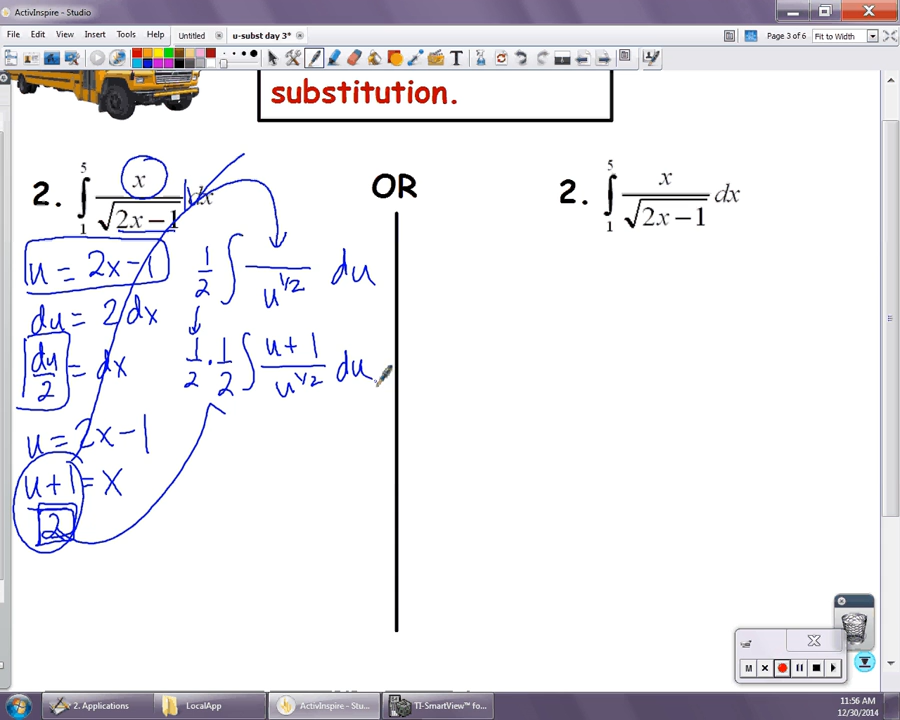 ActivInspire - Studio
File Edit View Insert Tools Help Untitled u-subst day 3* Page 3 of 6 Fit to Width
substitution.
2. ∫₁⁵ x/√(2x−1) dx
OR
2. ∫₁⁵ x/√(2x−1) dx
u = 2x−1
1/2 ∫ /u^(1/2) du
du = 2 dx
du/2 = dx
1/2 · 1/2 ∫ (u+1)/u^(1/2) du
u = 2x−1
(u+1)/2 = x
M
2. Applications LocalApp ActivInspire - Stu... TI-SmartView™ fo...
11:56 AM
12/30/2014